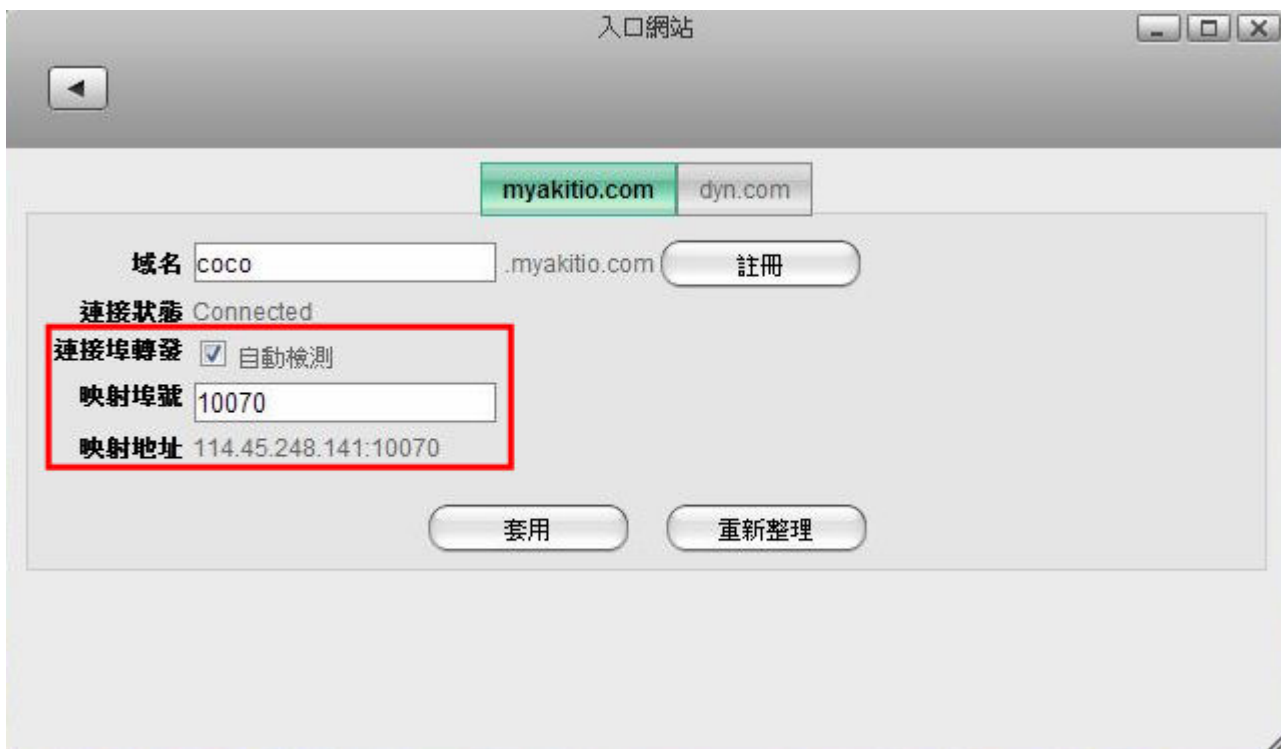 入口網站
myakitio.com dyn.com
域名 coco .myakitio.com 註冊
連接狀態 Connected
連接埠轉發 自動檢測
映射埠號 10070
映射地址 114.45.248.141:10070
套用 重新整理